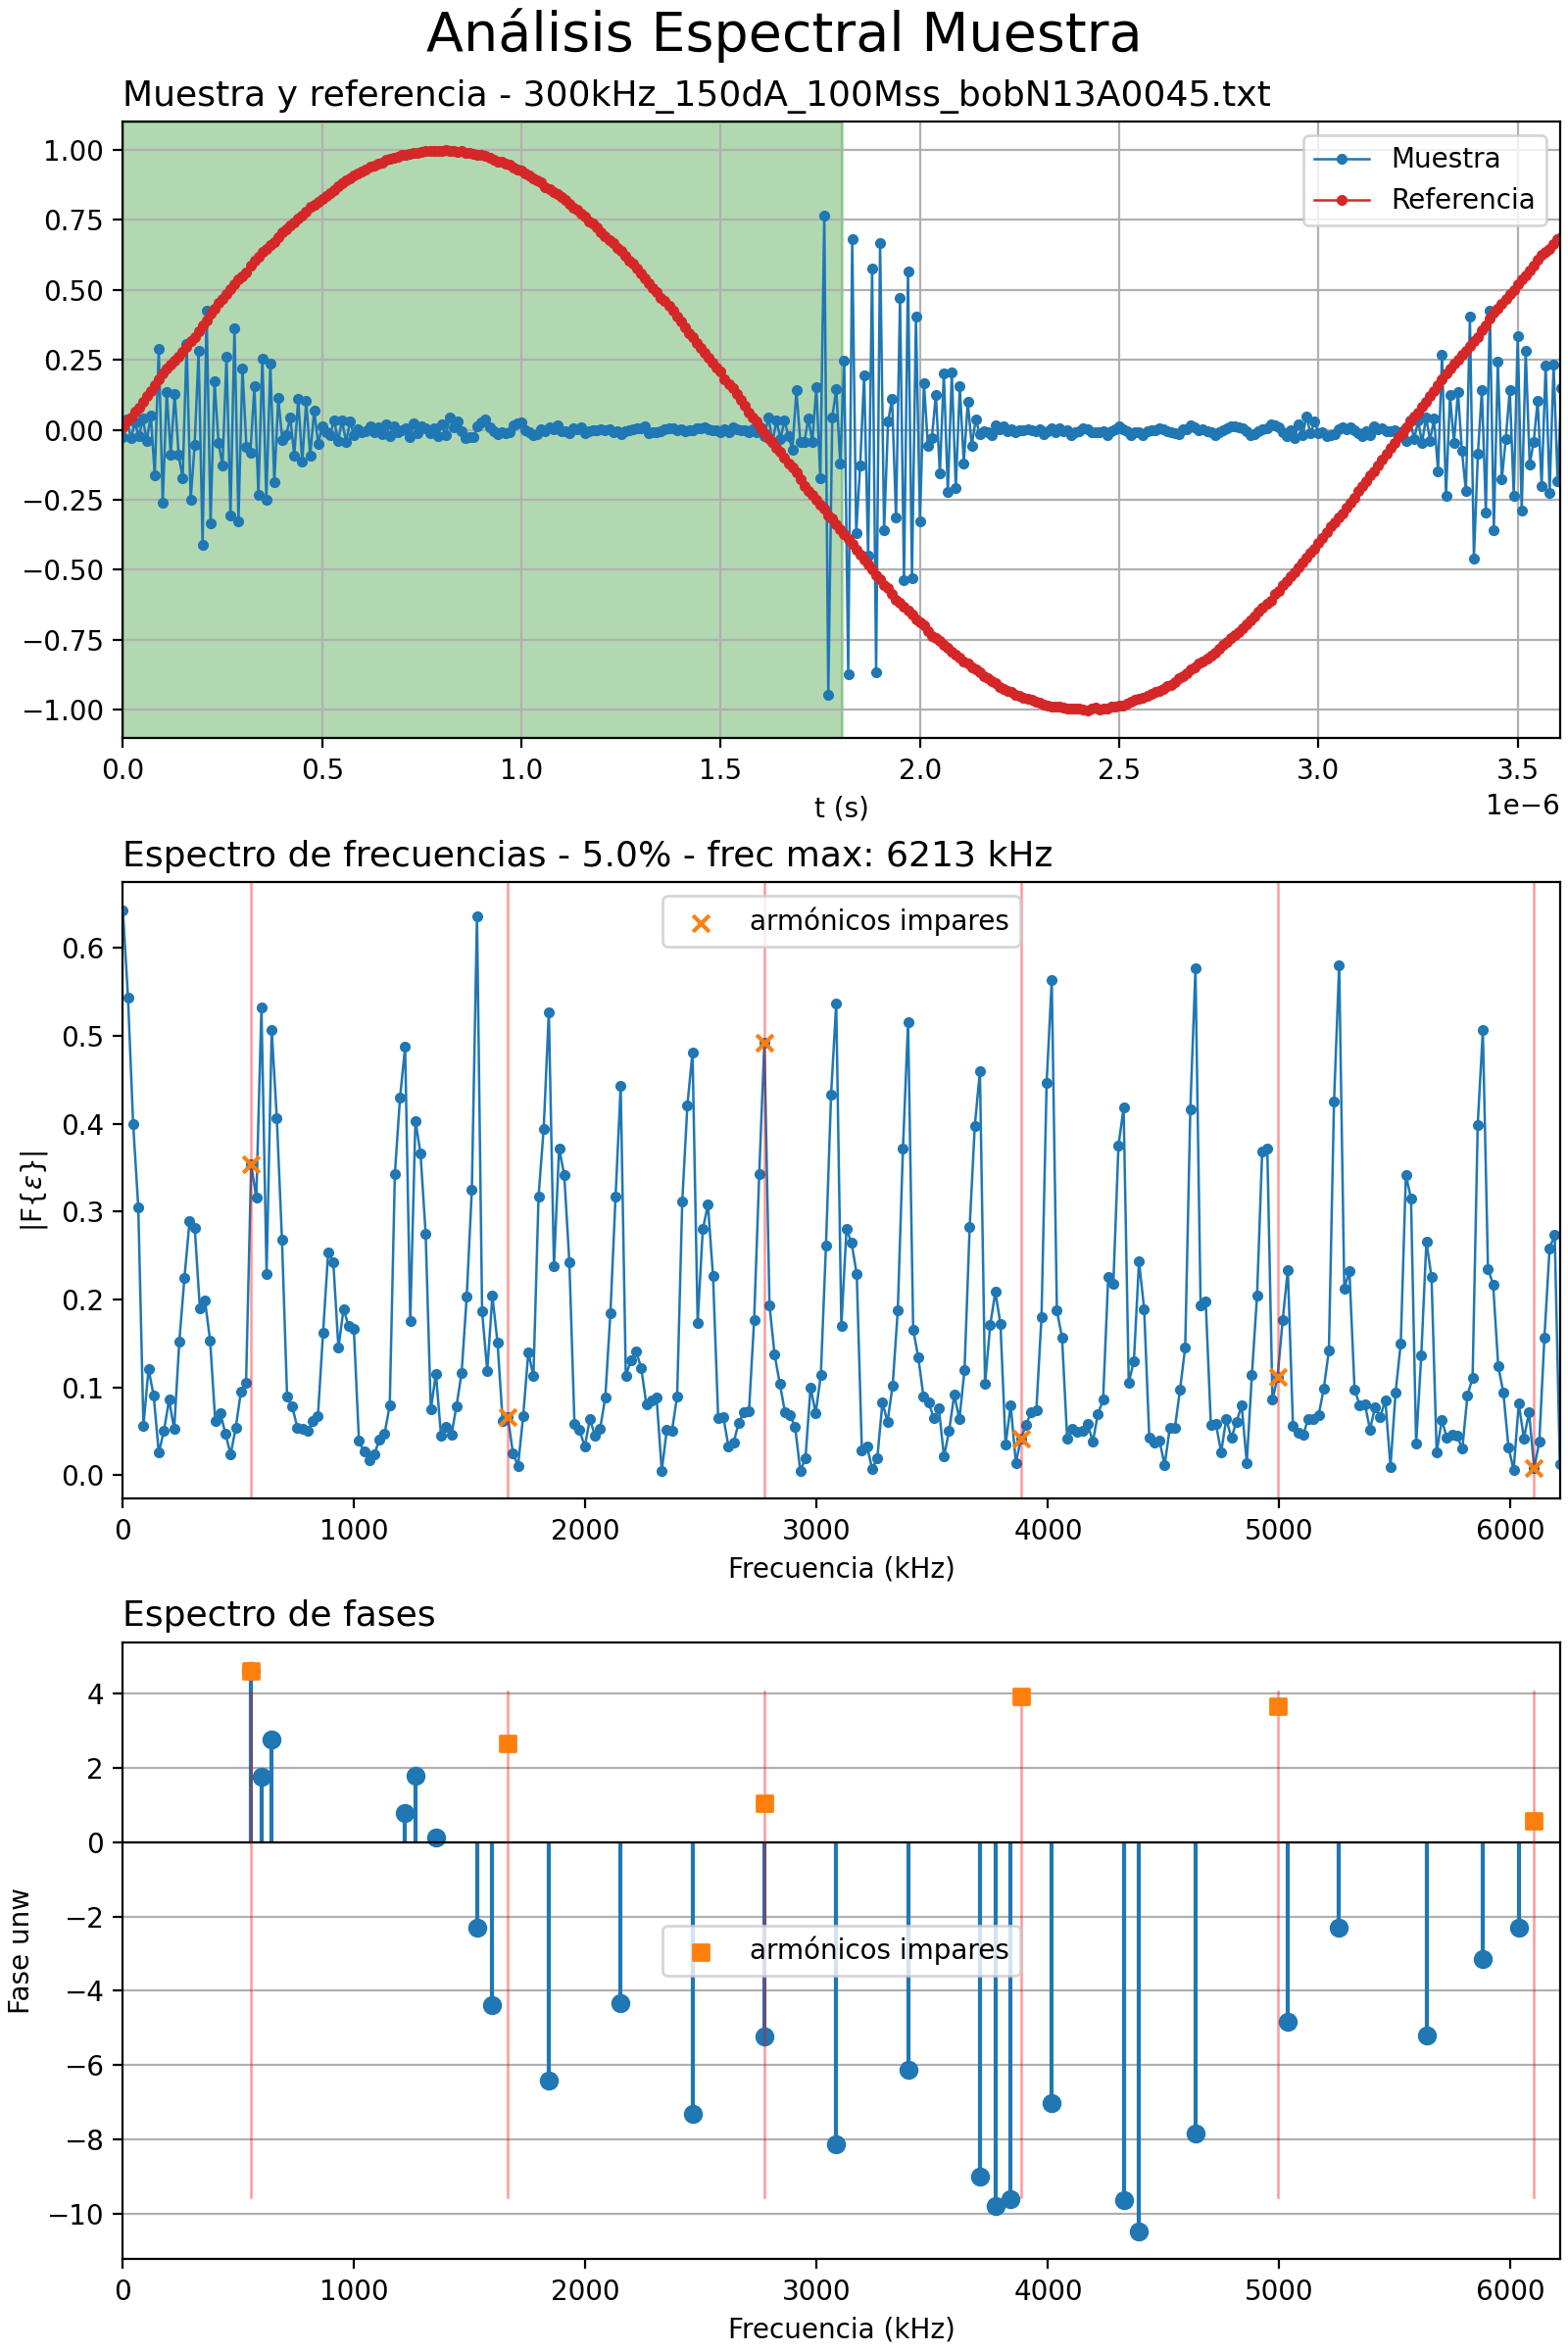 Análisis Espectral Muestra
Muestra y referencia - 300kHz_150dA_100Mss_bobN13A0045.txt
Muestra
Referencia
1.00
0.75
0.50
0.25
0.00
−0.25
−0.50
−0.75
−1.00
0.0 0.5 1.0 1.5 2.0 2.5 3.0 3.5
1e−6
t (s)
Espectro de frecuencias - 5.0% - frec max: 6213 kHz
armónicos impares
|F{ε}|
0.6
0.5
0.4
0.3
0.2
0.1
0.0
0 1000 2000 3000 4000 5000 6000
Frecuencia (kHz)
Espectro de fases
Fase unw
4
2
0
−2
armónicos impares
−4
−6
−8
−10
0 1000 2000 3000 4000 5000 6000
Frecuencia (kHz)